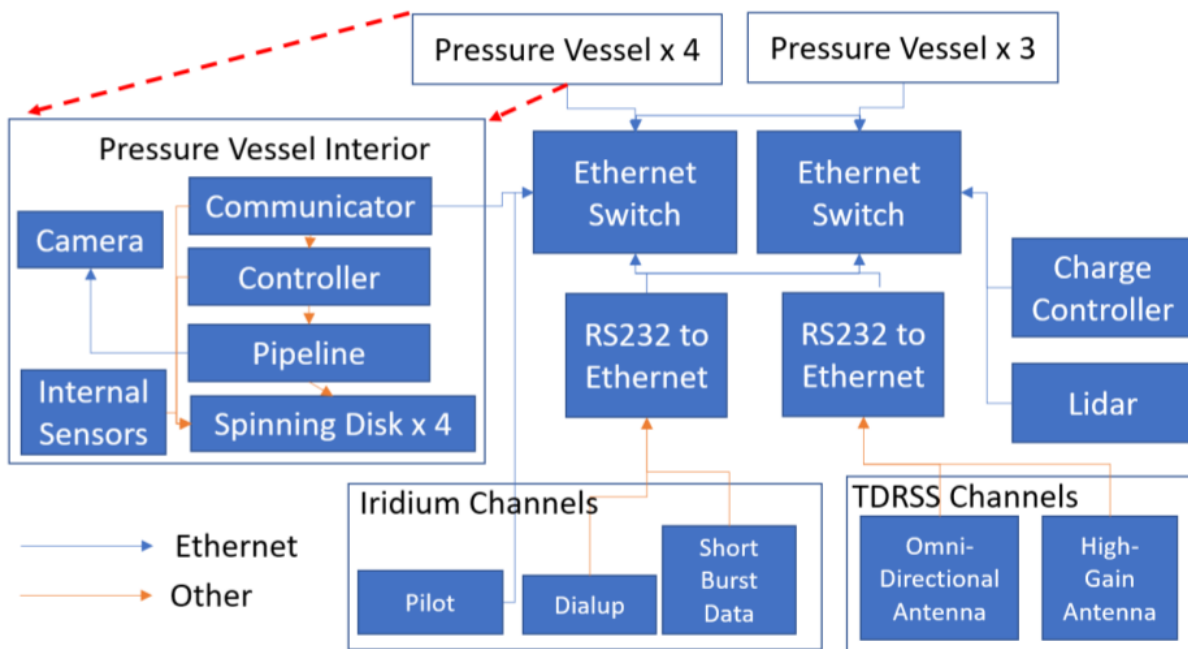 Pressure Vessel x 4
Pressure Vessel x 3
Pressure Vessel Interior
Communicator
Camera
Controller
Pipeline
Internal
Sensors
Spinning Disk x 4
Ethernet
Switch
Ethernet
Switch
RS232 to
Ethernet
RS232 to
Ethernet
Charge
Controller
Lidar
Iridium Channels
Pilot
Dialup
Short
Burst
Data
TDRSS Channels
Omni-
Directional
Antenna
High-
Gain
Antenna
Ethernet
Other